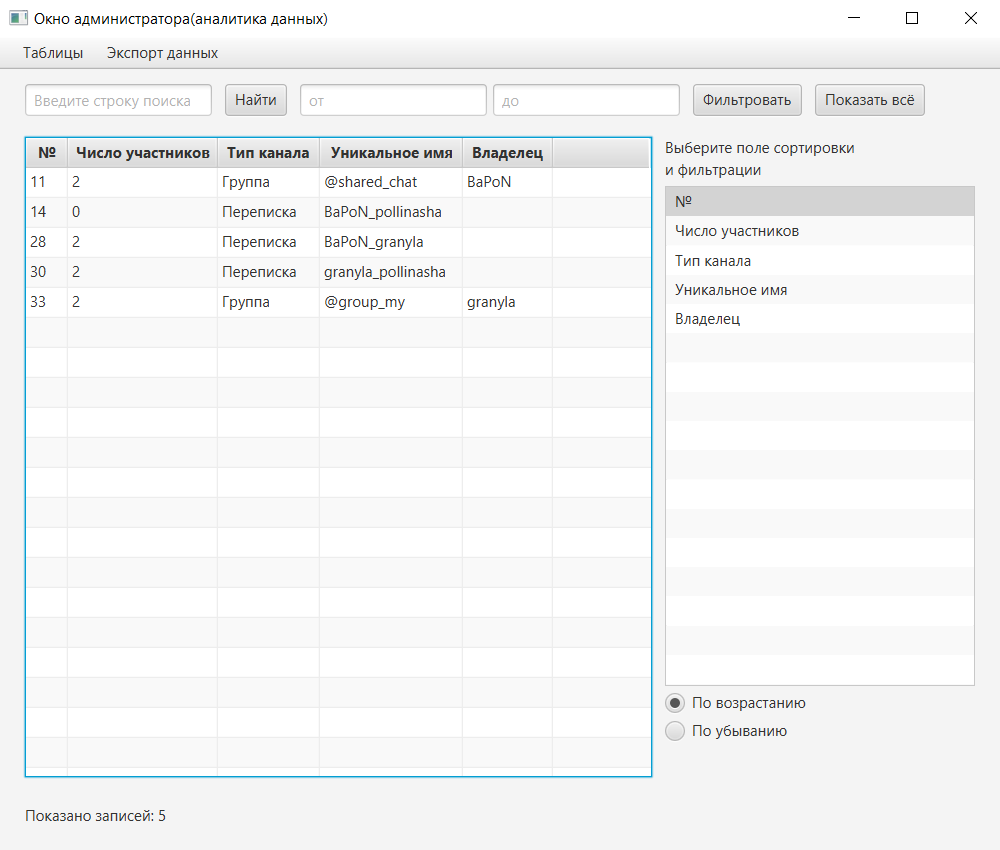 Окно администратора(аналитика данных)
Таблицы Экспорт данных
Введите строку поиска Найти от до Фильтровать Показать всё
№ Число участников Тип канала Уникальное имя Владелец
11 2 Группа @shared_chat BaPoN
14 0 Переписка BaPoN_pollinasha
28 2 Переписка BaPoN_granyla
30 2 Переписка granyla_pollinasha
33 2 Группа @group_my granyla
Выберите поле сортировки
и фильтрации
№
Число участников
Тип канала
Уникальное имя
Владелец
По возрастанию
По убыванию
Показано записей: 5